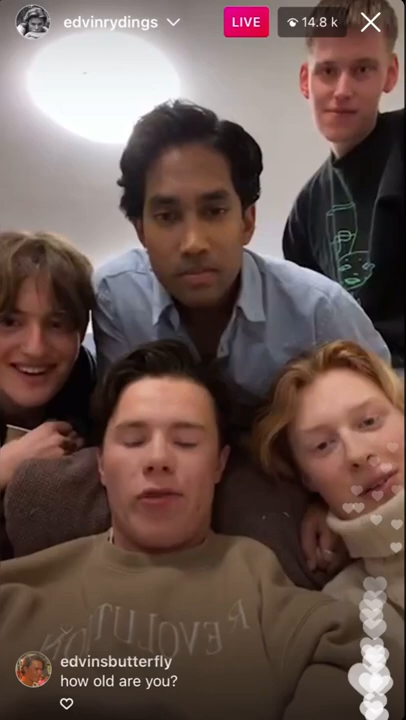 edvinrydings
LIVE
14.8 k
REVOLUTION
edvinsbutterfly
how old are you?